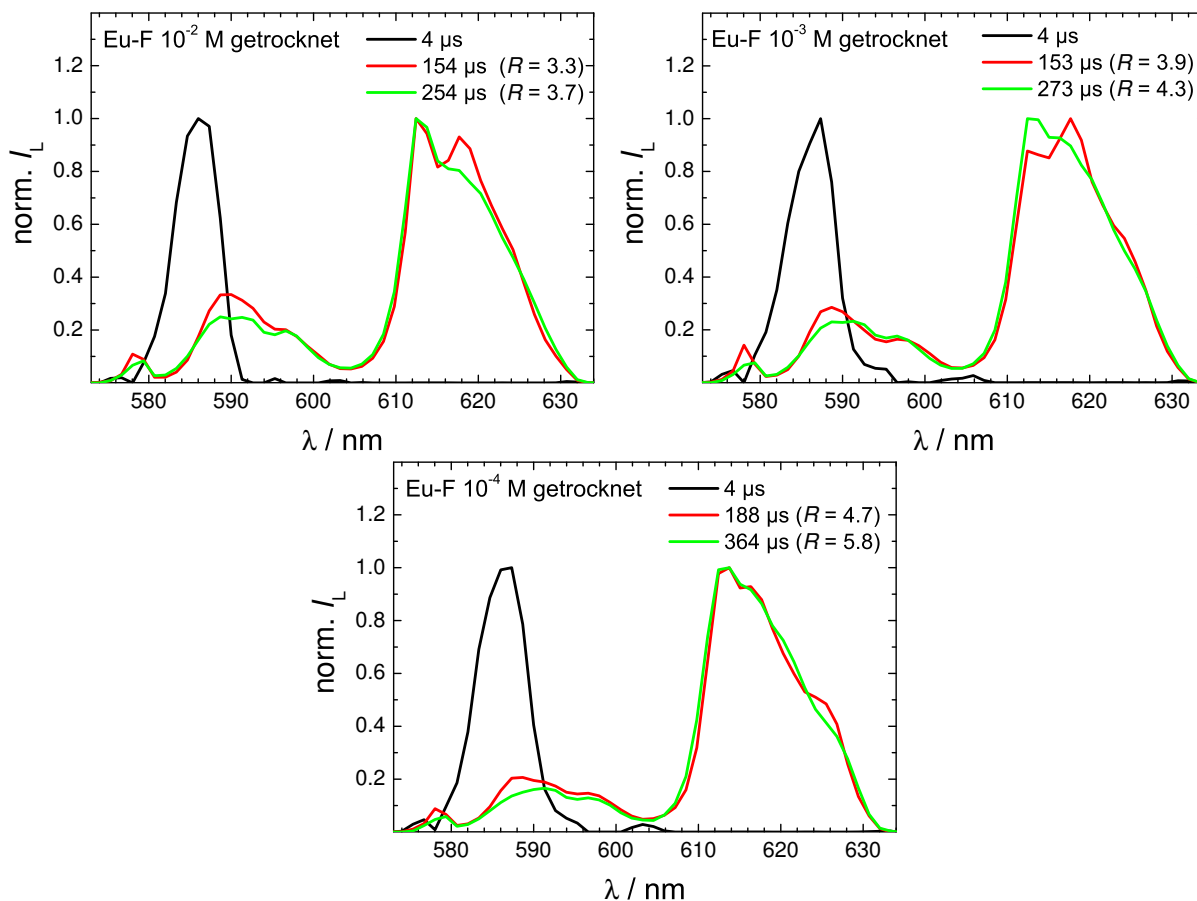 Eu-F 10⁻² M getrocknet
4 µs
154 µs (R = 3.3)
254 µs (R = 3.7)
norm. I_L
1.2
1.0
0.8
0.6
0.4
0.2
580 590 600 610 620 630
λ / nm
Eu-F 10⁻³ M getrocknet
4 µs
153 µs (R = 3.9)
273 µs (R = 4.3)
norm. I_L
1.2
1.0
0.8
0.6
0.4
0.2
580 590 600 610 620 630
λ / nm
Eu-F 10⁻⁴ M getrocknet
4 µs
188 µs (R = 4.7)
364 µs (R = 5.8)
norm. I_L
1.2
1.0
0.8
0.6
0.4
0.2
580 590 600 610 620 630
λ / nm